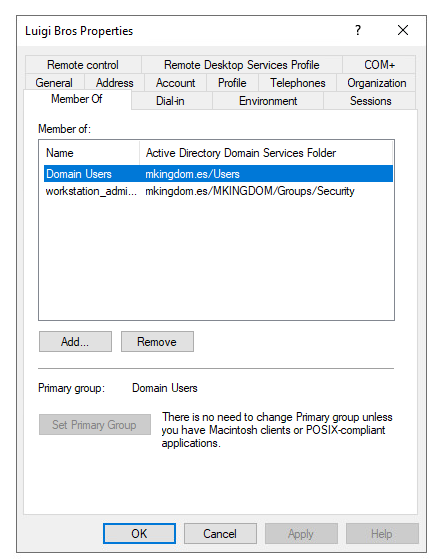 Luigi Bros Properties
Remote control Remote Desktop Services Profile COM+
General Address Account Profile Telephones Organization
Member Of Dial-in Environment Sessions
Member of:
Name Active Directory Domain Services Folder
Domain Users mkingdom.es/Users
workstation_admi... mkingdom.es/MKINGDOM/Groups/Security
Add... Remove
Primary group: Domain Users
Set Primary Group
There is no need to change Primary group unless
you have Macintosh clients or POSIX-compliant
applications.
OK Cancel Apply Help